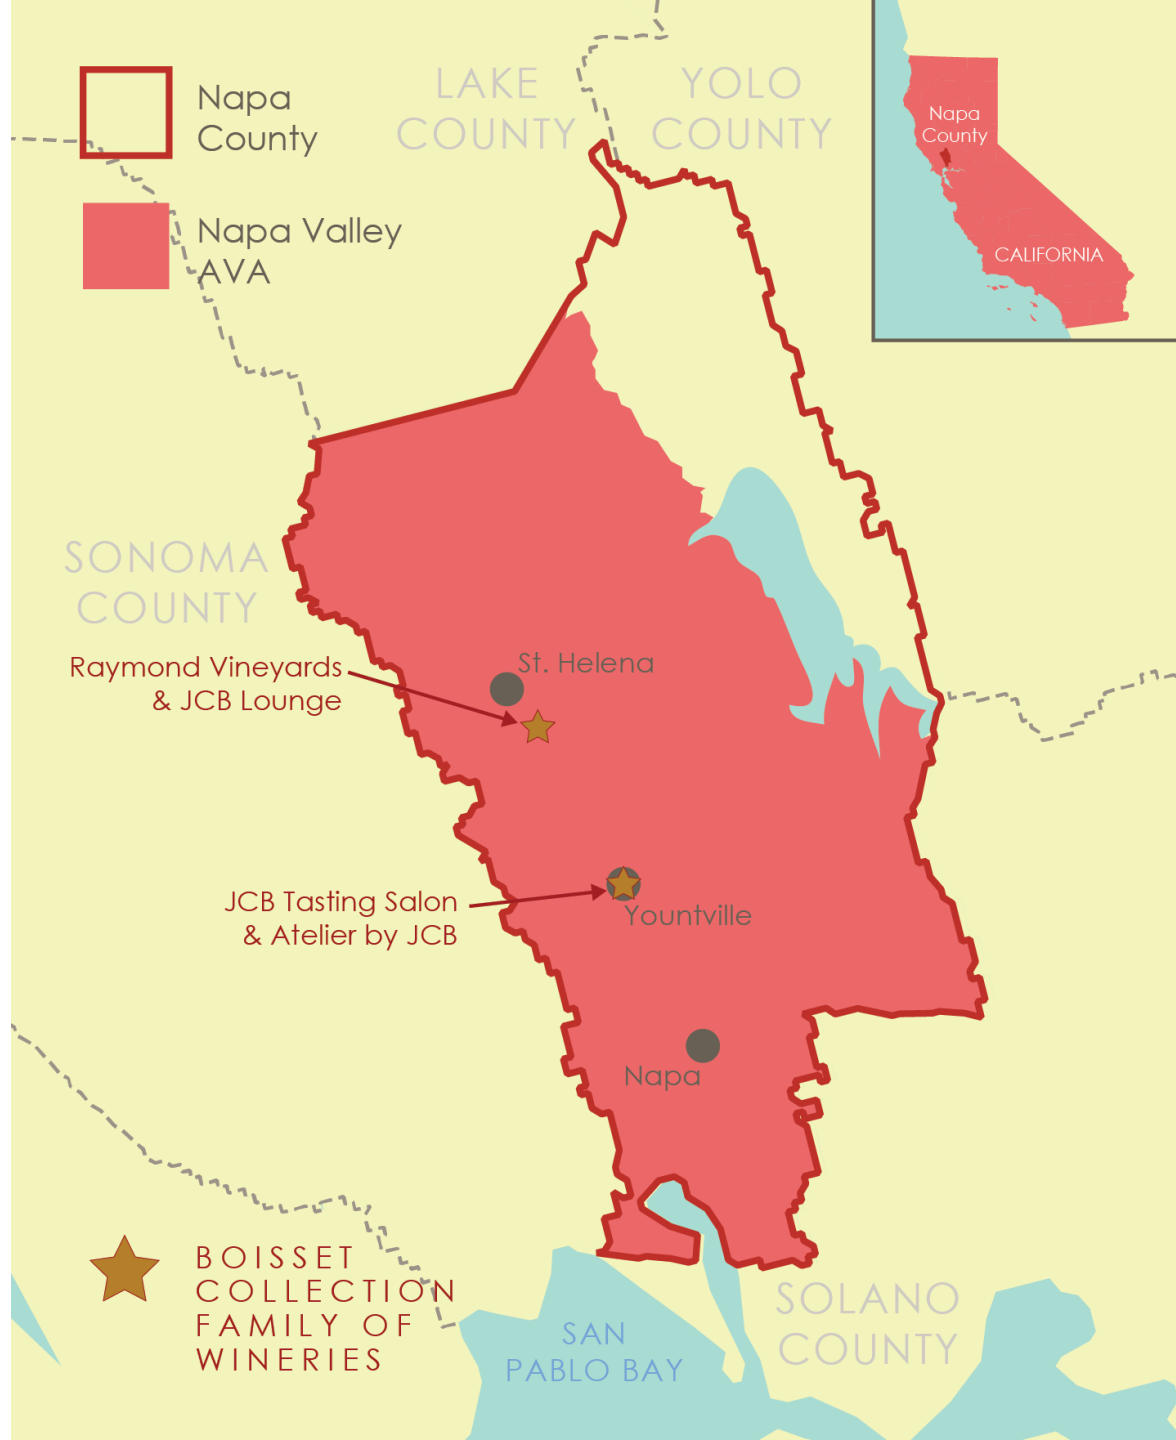 Napa
County
Napa Valley
AVA
LAKE
COUNTY
YOLO
COUNTY
Napa
County
CALIFORNIA
SONOMA
COUNTY
Raymond Vineyards
& JCB Lounge
St. Helena
JCB Tasting Salon
& Atelier by JCB
Yountville
Napa
BOISSET
COLLECTION
FAMILY OF
WINERIES
SAN
PABLO BAY
SOLANO
COUNTY